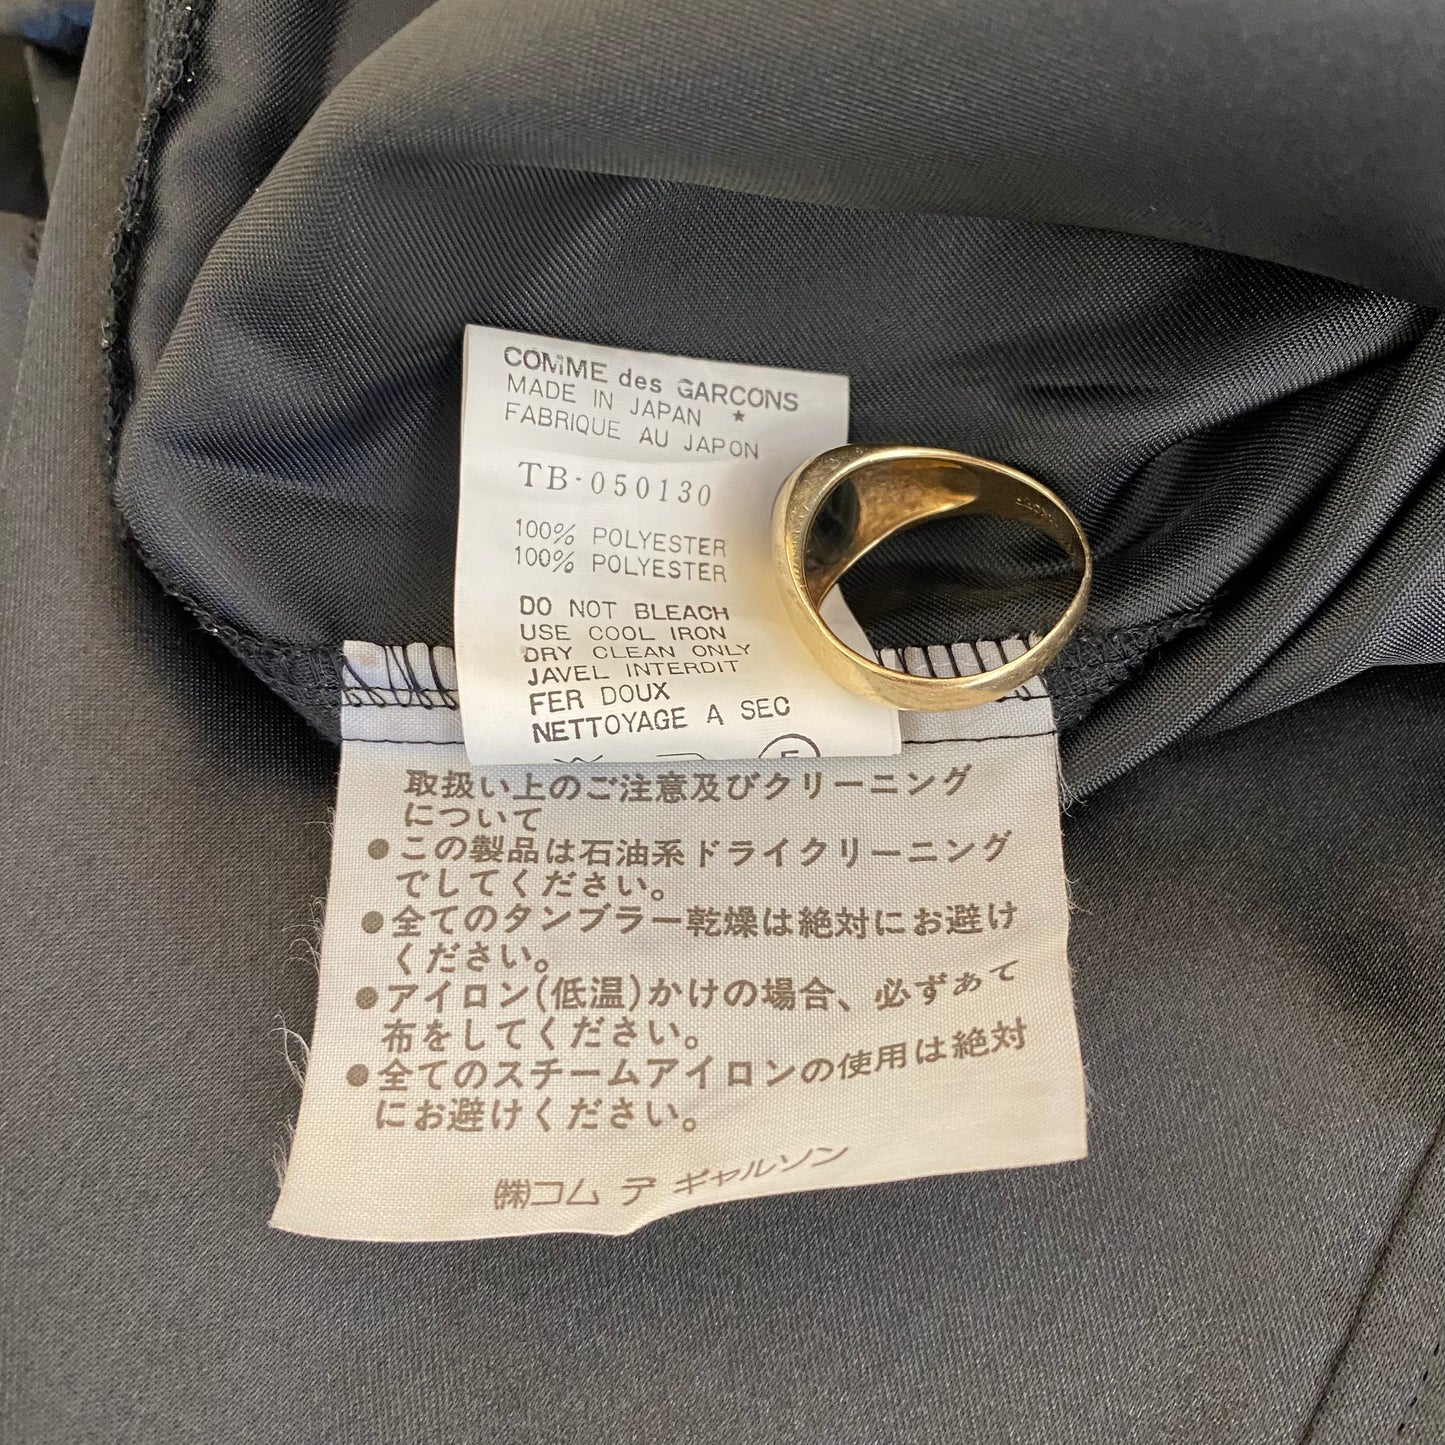 COMME des GARCONS
MADE IN JAPAN *
FABRIQUE AU JAPON
TB-050130
100% POLYESTER
100% POLYESTER
DO NOT BLEACH
USE COOL IRON
DRY CLEAN ONLY
JAVEL INTERDIT
FER DOUX
NETTOYAGE A SEC
取扱い上のご注意及びクリーニング
について
●この製品は石油系ドライクリーニング
でしてください。
●全てのタンブラー乾燥は絶対にお避け
ください。
●アイロン(低温)かけの場合、必ずあて
布をしてください。
●全てのスチームアイロンの使用は絶対
にお避けください。
㈱コム デ ギャルソン